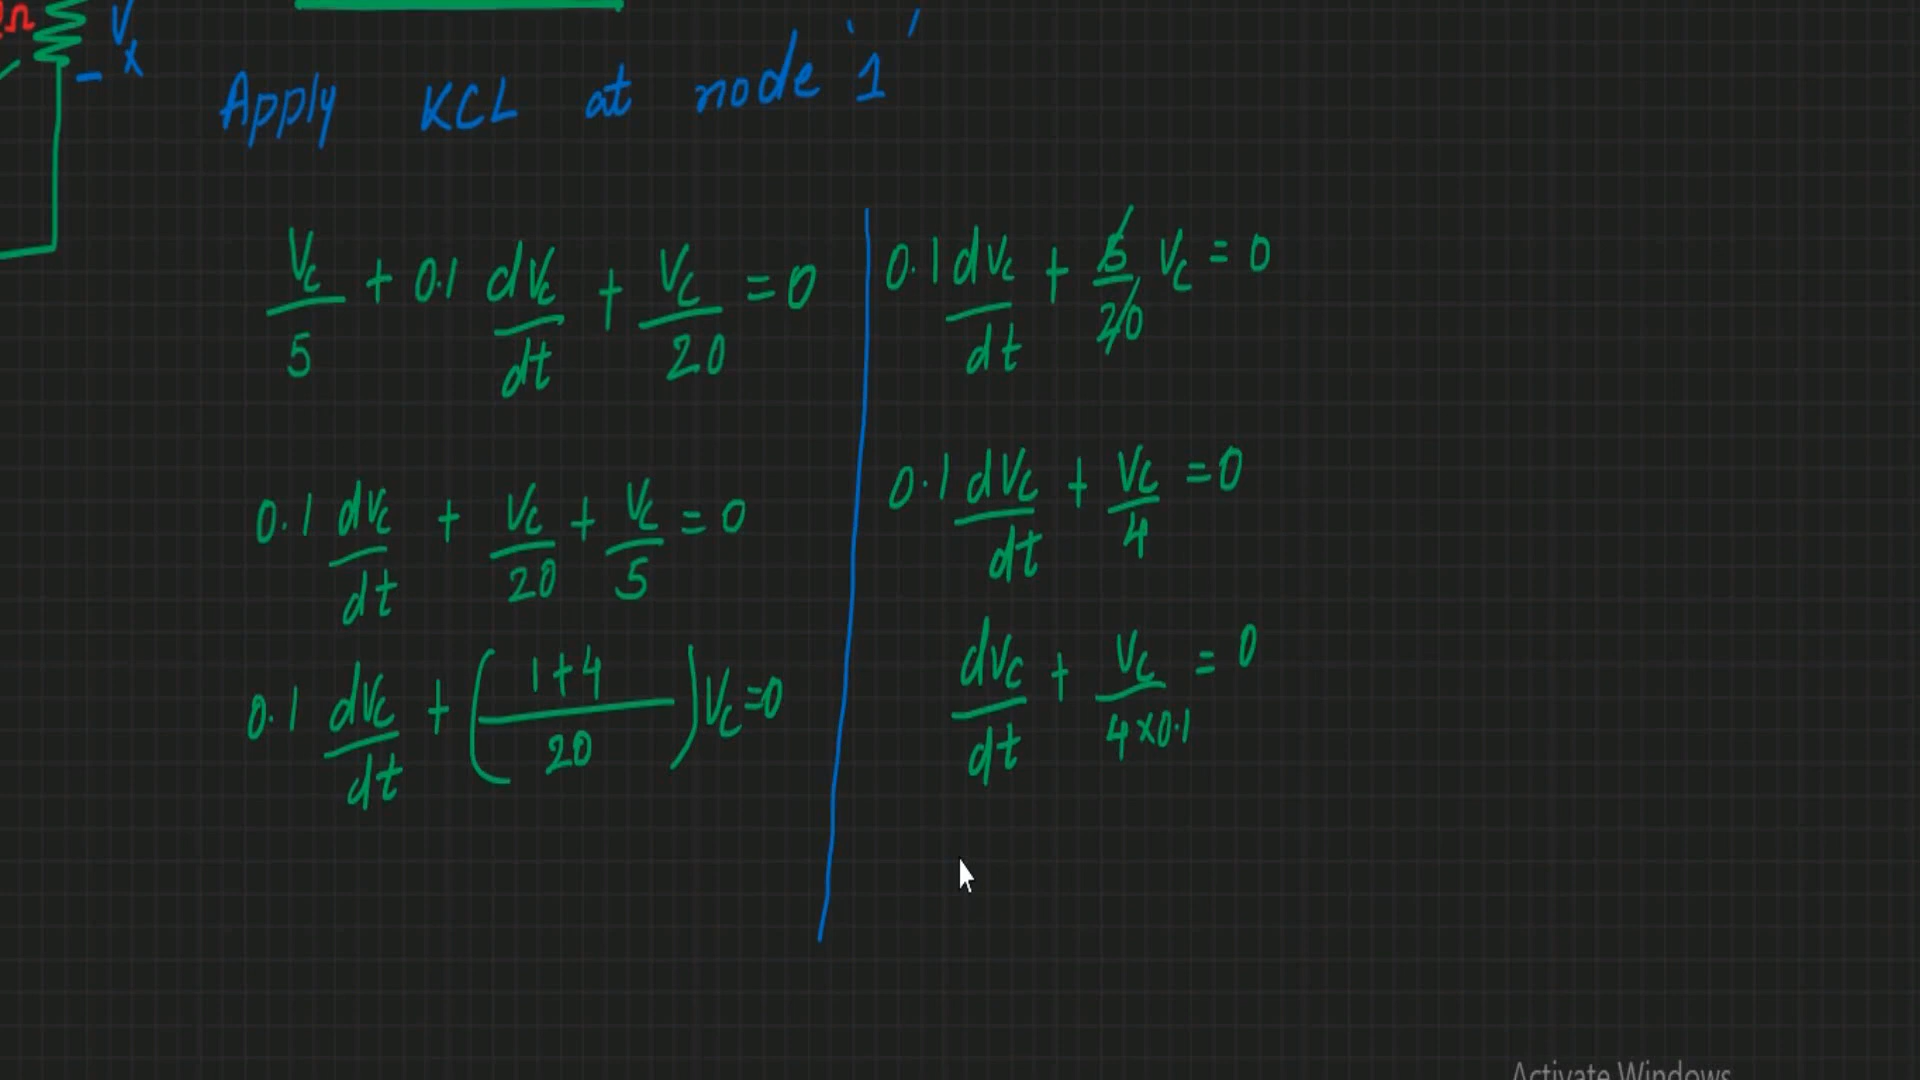 Ω V
- x
Apply KCL at node '1'
Vc/5 + 0.1 dVc/dt + Vc/20 = 0
0.1 dVc/dt + Vc/20 + Vc/5 = 0
0.1 dVc/dt + (1+4/20) Vc = 0
0.1 dVc/dt + 5/20 Vc = 0
0.1 dVc/dt + Vc/4 = 0
dVc/dt + Vc/4×0.1 = 0
Activate Windows